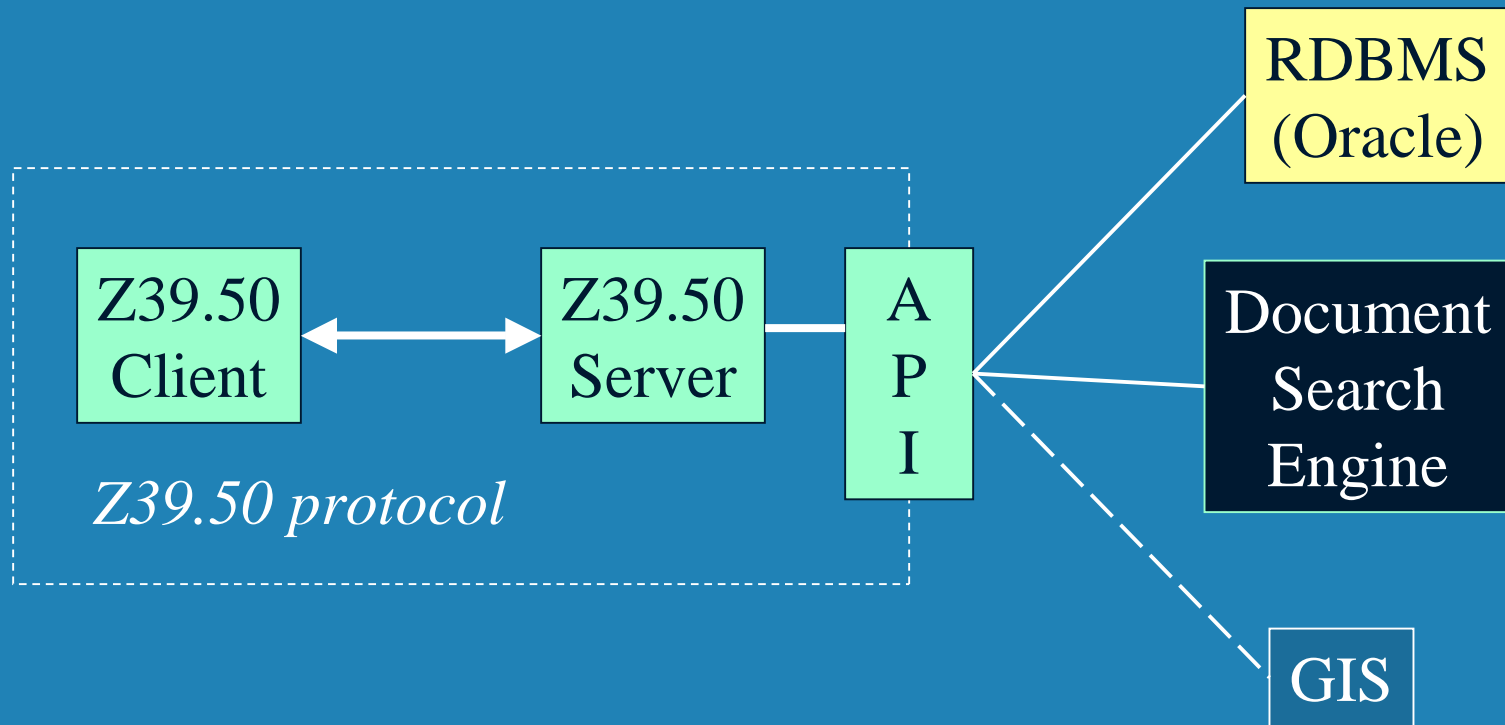 RDBMS
(Oracle)
Z39.50
Client
Z39.50
Server
A
P
I
Document
Search
Engine
Z39.50 protocol
GIS